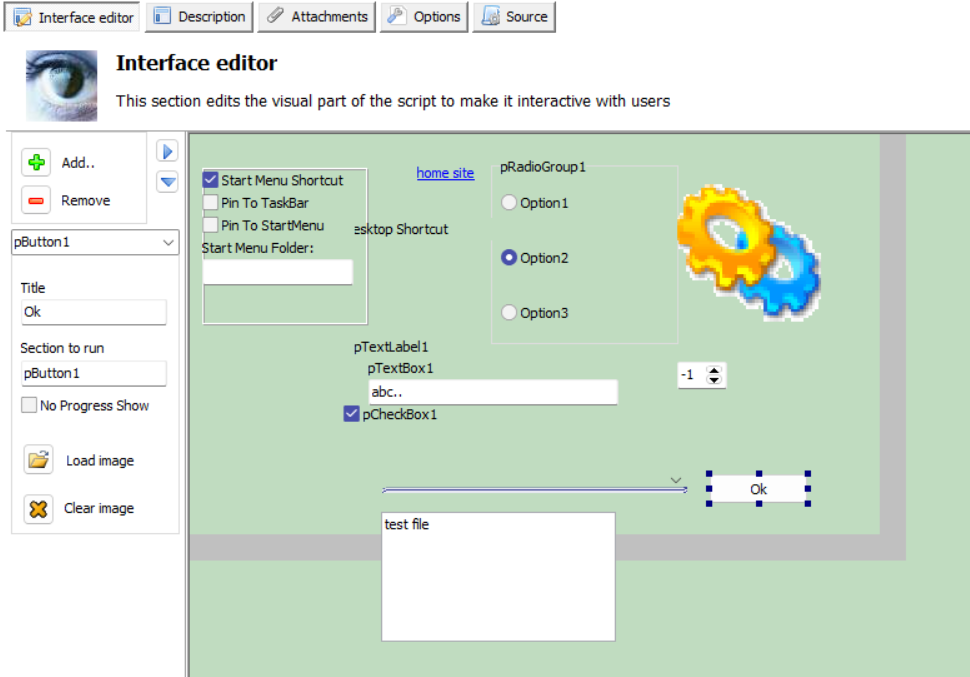 Interface editor
Description
Attachments
Options
Source
Interface editor
This section edits the visual part of the script to make it interactive with users
Add..
Remove
pButton1
Title
Ok
Section to run
pButton1
No Progress Show
Load image
Clear image
Start Menu Shortcut
Pin To TaskBar
Pin To StartMenu
Start Menu Folder:
home site
esktop Shortcut
pRadioGroup1
Option1
Option2
Option3
pTextLabel1
pTextBox1
abc..
-1
pCheckBox1
Ok
test file